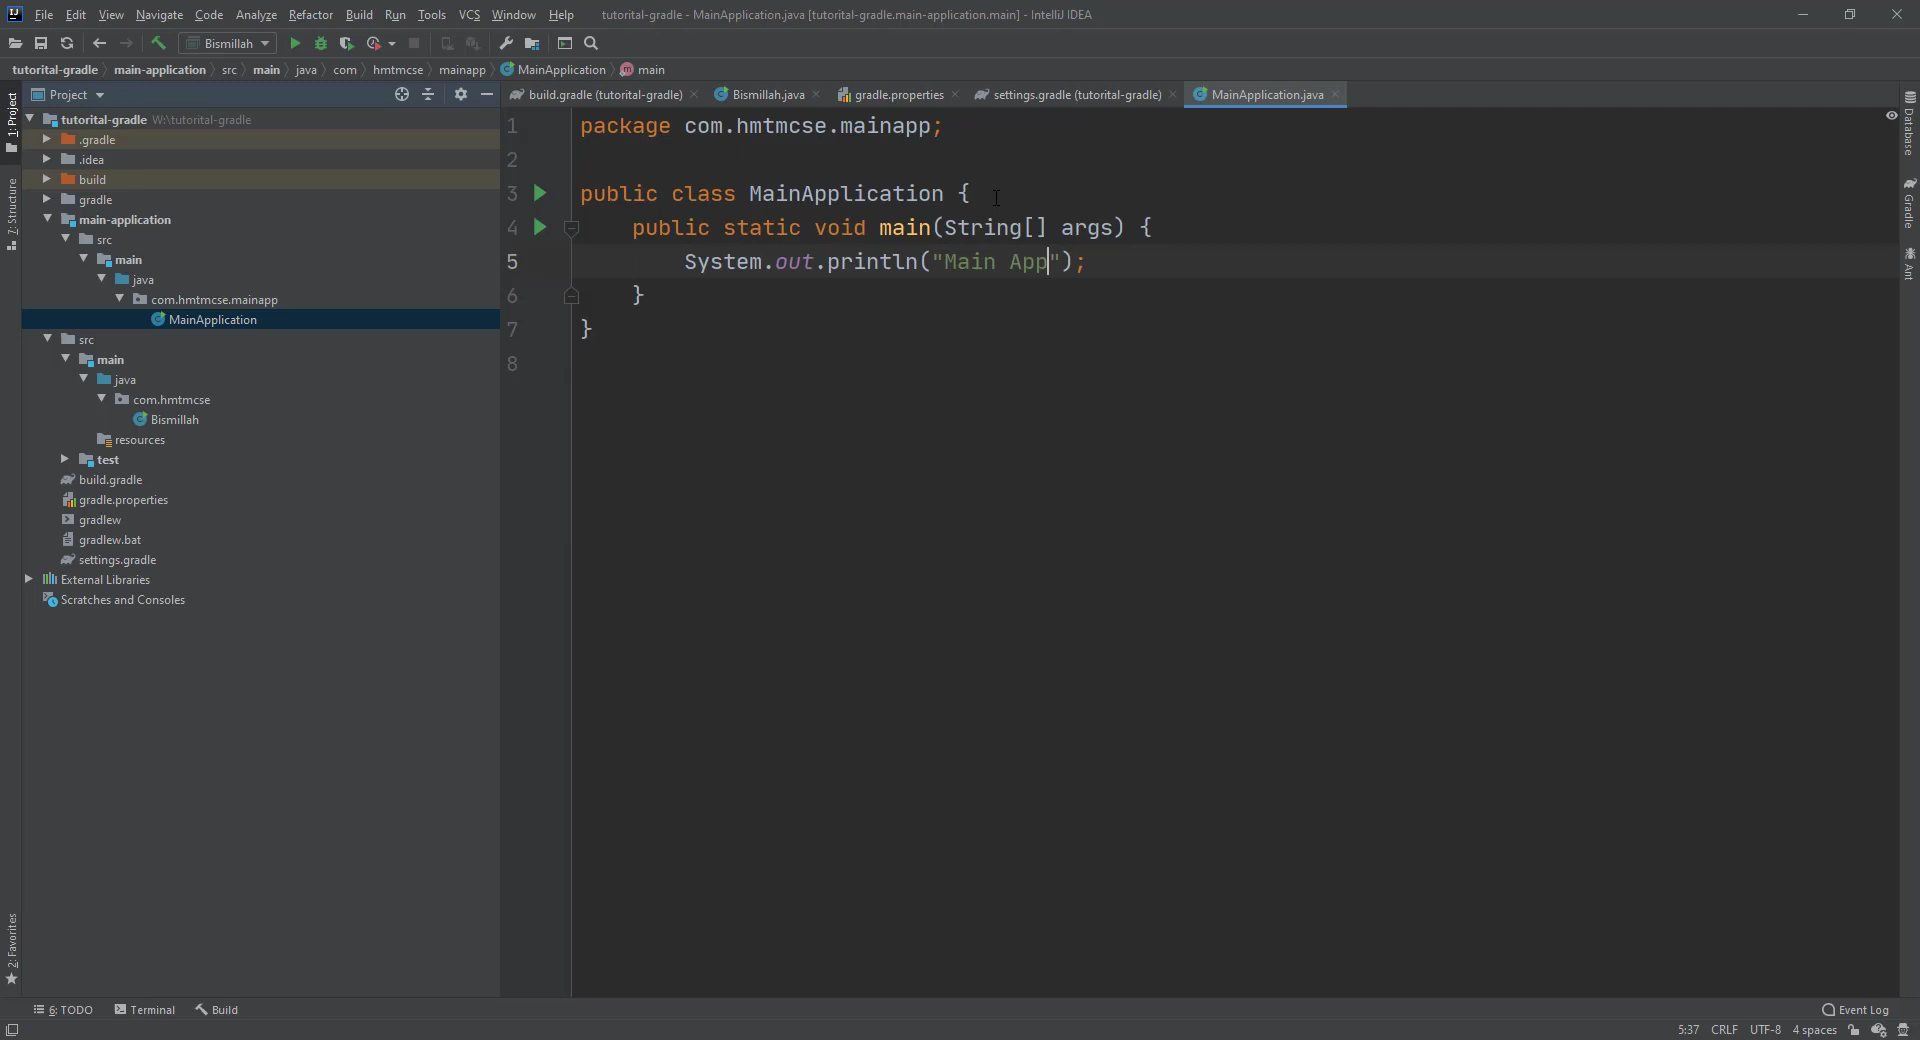 File Edit View Navigate Code Analyze Refactor Build Run Tools VCS Window Help tutorital-gradle - MainApplication.java [tutorital-gradle.main-application.main] - IntelliJ IDEA
Bismillah
tutorital-gradle main-application src main java com hmtmcse mainapp MainApplication main
Project
build.gradle (tutorital-gradle) Bismillah.java gradle.properties settings.gradle (tutorital-gradle) MainApplication.java
1: Project
7: Structure
2: Favorites
tutorital-gradle W:\tutorital-gradle
.gradle
.idea
build
gradle
main-application
src
main
java
com.hmtmcse.mainapp
MainApplication
src
main
java
com.hmtmcse
Bismillah
resources
test
build.gradle
gradle.properties
gradlew
gradlew.bat
settings.gradle
External Libraries
Scratches and Consoles
1 package com.hmtmcse.mainapp;
2
3 public class MainApplication {
4 public static void main(String[] args) {
5 System.out.println("Main App");
6 }
7 }
8
Database
Gradle
Ant
6: TODO Terminal Build Event Log
5:37 CRLF UTF-8 4 spaces